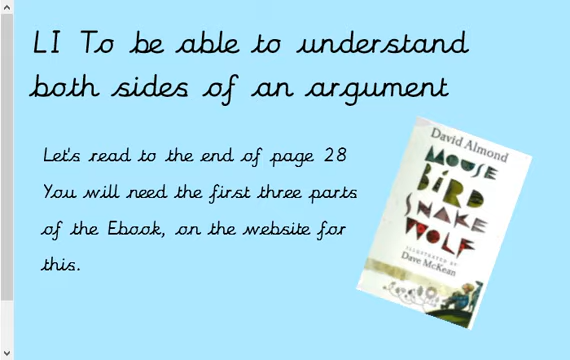 LI To be able to understand
both sides of an argument
Let's read to the end of page 28
You will need the first three parts
of the Ebook, on the website for
this.
David Almond
MOUSE
BIRD
SNAKE
WOLF
ILLUSTRATED BY
Dave McKean